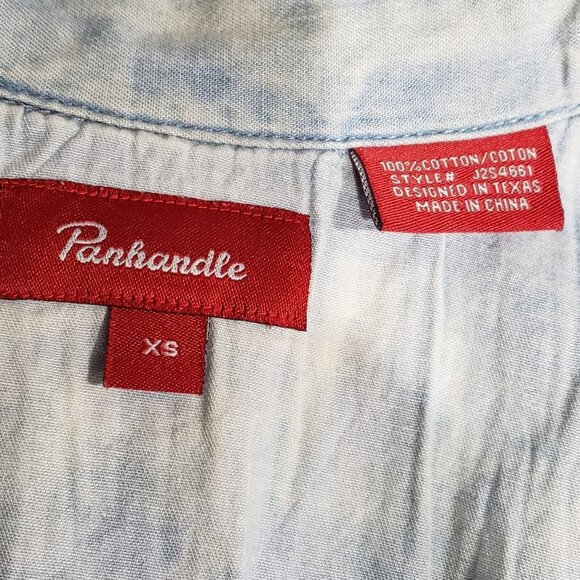 Panhandle
XS
100%COTTON/COTON
STYLE# J2S4661
DESIGNED IN TEXAS
MADE IN CHINA